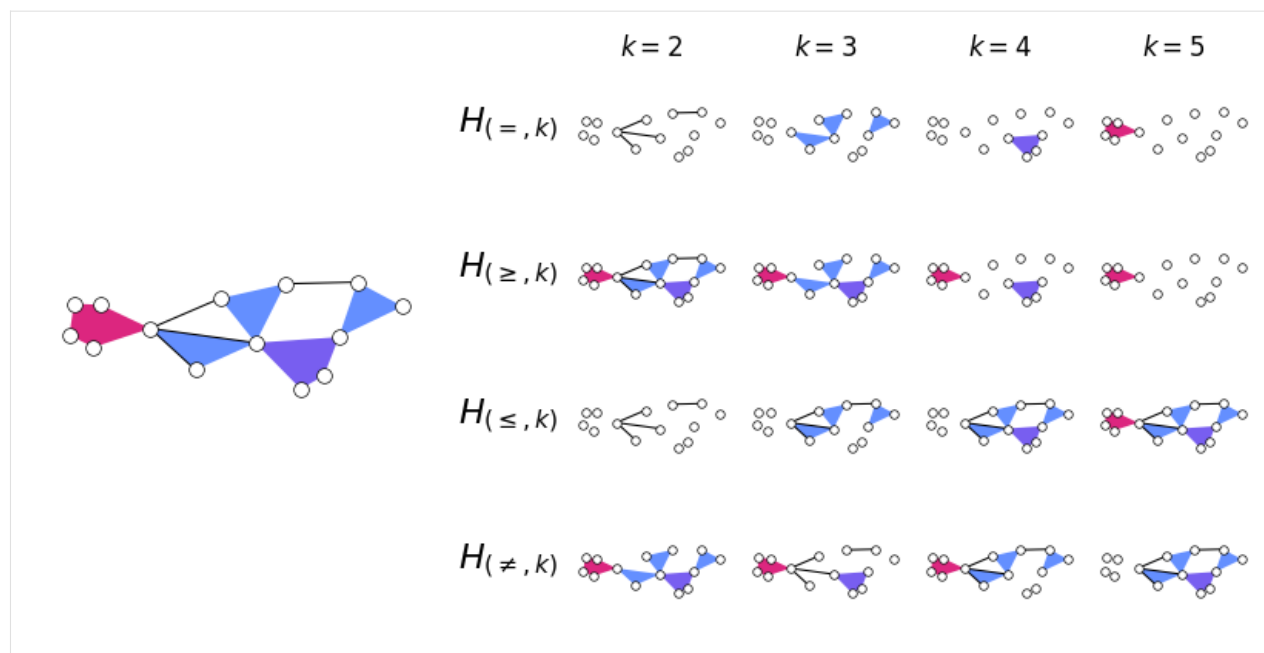 k = 2 k = 3 k = 4 k = 5
H(=, k)
H(≥, k)
H(≤, k)
H(≠, k)